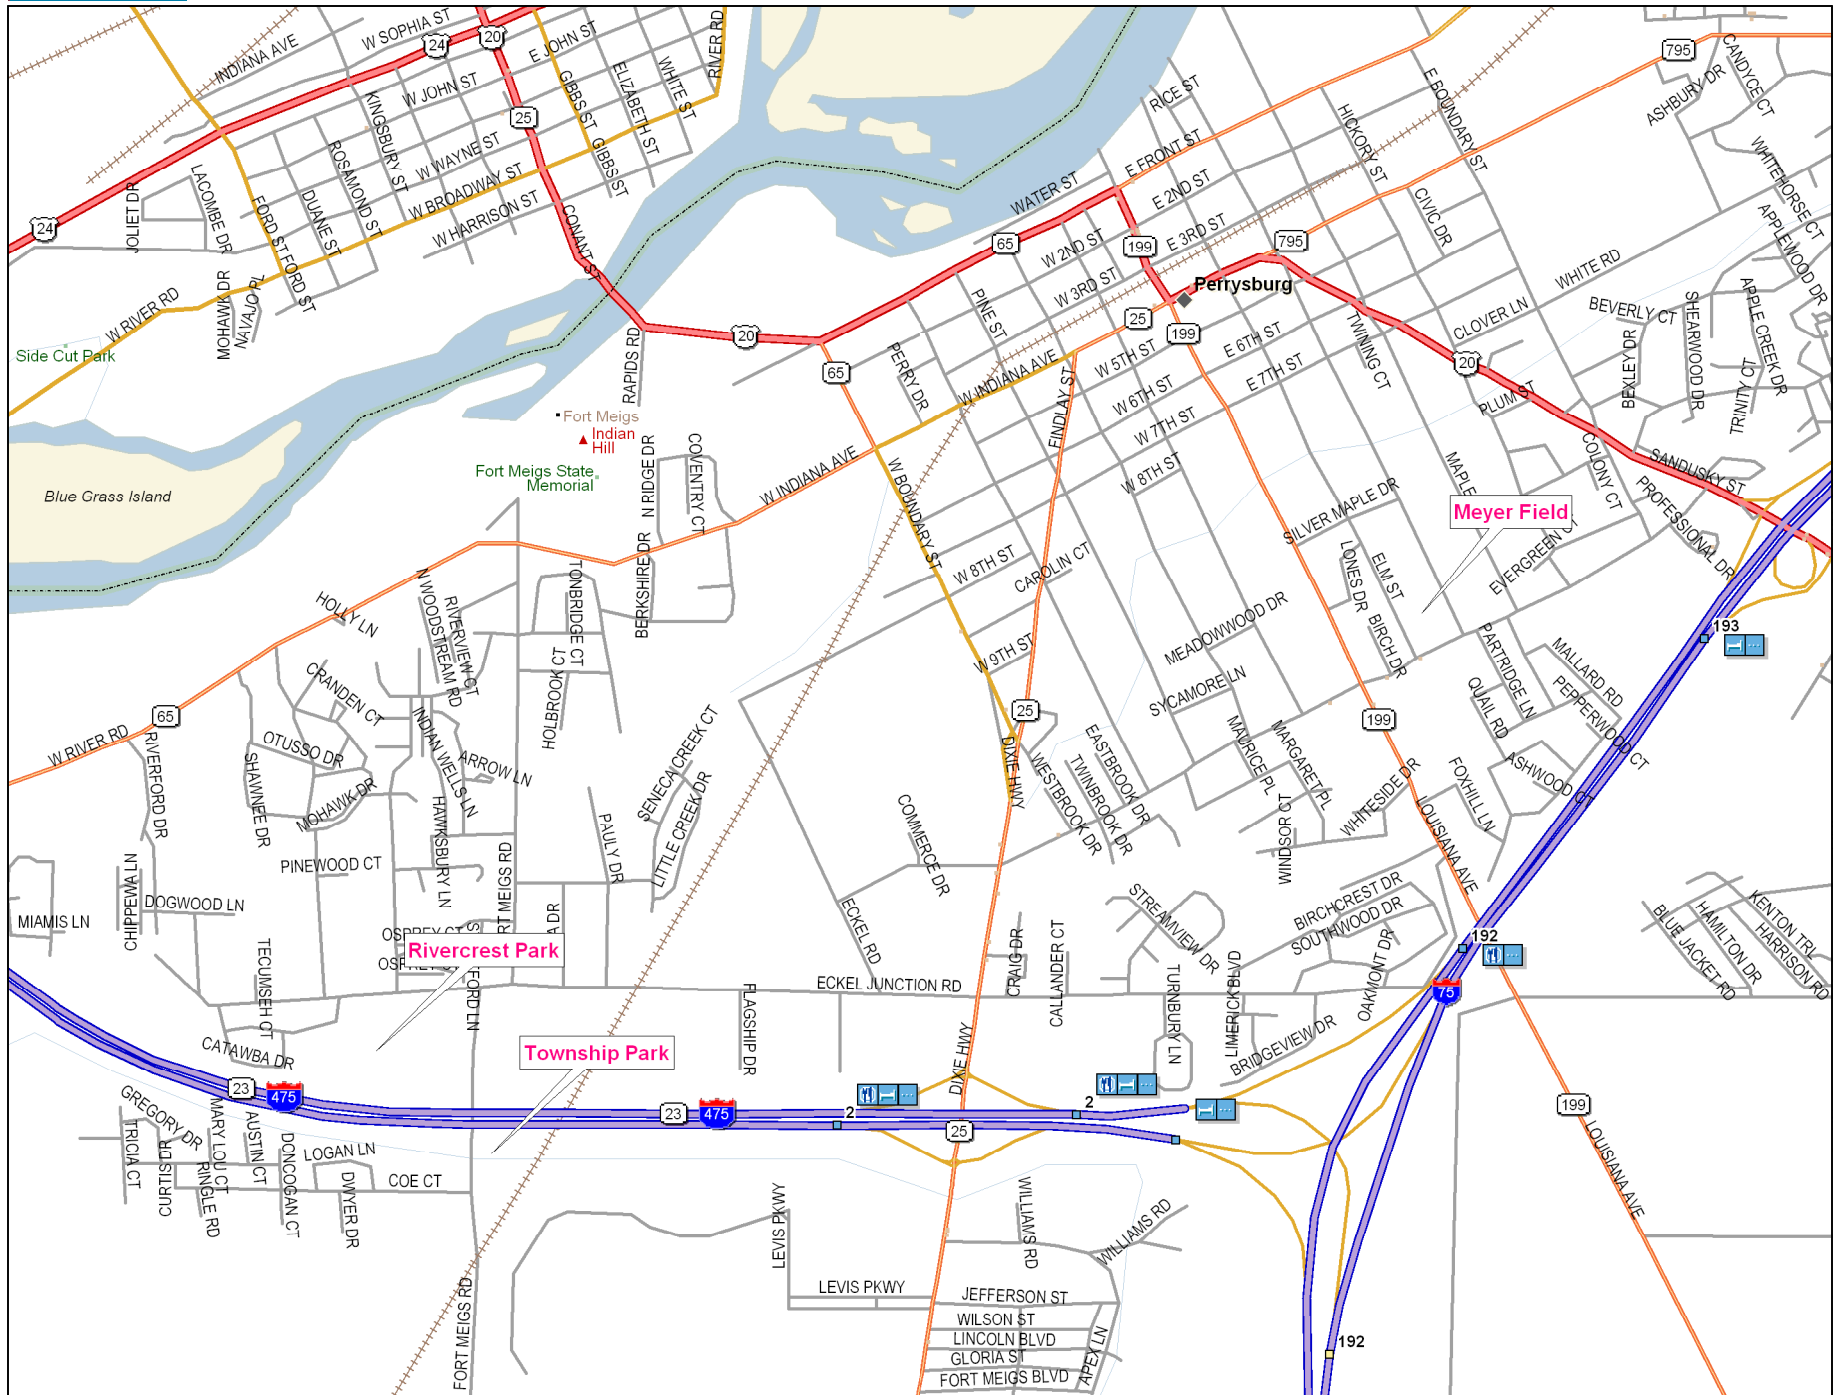 W SOPHIA ST
24
20
E JOHN ST
INDIANA AVE
RIVER RD
WHITE ST
ELIZABETH ST
GIBBS ST
795
CANDYCE CT
ASHBURY DR
E BOUNDARY ST
RICE ST
HICKORY ST
W JOHN ST
KINGSBURY ST
25
W WAYNE ST
GIBBS ST
ROSAMOND ST
W BROADWAY ST
W HARRISON ST
LACOMBE DR
JOLIET DR
FORD ST
DUANE ST
FORD ST
CONANT ST
24
E FRONT ST
WATER ST
E 2ND ST
CIVIC DR
WHITEHORSE CT
APPLEWOOD DR
65
W 2ND ST
199
E 3RD ST
795
W 3RD ST
Perrysburg
WHITE RD
MOHAWK DR
NAVAJO PL
W RIVER RD
Side Cut Park
PINE ST
25
199
E 6TH ST
E 7TH ST
TWINING CT
CLOVER LN
BEVERLY CT
SHEARWOOD DR
APPLE CREEK DR
BEXLEY DR
TRINITY CT
20
RAPIDS RD
20
65
PERRY DR
W INDIANA AVE
W 5TH ST
W 6TH ST
W 7TH ST
FINDLAY ST
PLUM ST
Fort Meigs
Indian
Hill
Fort Meigs State
Memorial
N RIDGE DR
COVENTRY CT
W INDIANA AVE
W BOUNDARY ST
W 8TH ST
MAPLE
COLONY CT
SANDUSKY ST
PROFESSIONAL DR
Blue Grass Island
SILVER MAPLE DR
Meyer Field
EVERGREEN CT
BERKSHIRE DR
TONBRIDGE CT
W 8TH ST
CAROLIN CT
LONES DR
ELM ST
BIRCH DR
HOLLY LN
N WOODSTREAM RD
RIVERVIEW CT
MEADOWWOOD DR
W 9TH ST
193
PARTRIDGE LN
MALLARD RD
PEPPERWOOD CT
QUAIL RD
CRANDEN CT
HOLBROOK CT
SYCAMORE LN
65
W RIVER RD
25
199
INDIAN WELLS LN
OTUSSO DR
ARROW LN
RIVERFORD DR
SHAWNEE DR
MOHAWK DR
SENECA CREEK CT
LITTLE CREEK DR
DIXIE HWY
WESTBROOK DR
TWINBROOK DR
EASTBROOK DR
MAURICE PL
MARGARET PL
WHITESIDE DR
WINDSOR CT
FOXHILL LN
ASHWOOD CT
LOUISIANA AVE
HAWKSBURY LN
PAULY DR
COMMERCE DR
PINEWOOD CT
CHIPPEWA LN
DOGWOOD LN
MIAMIS LN
ECKEL RD
STREAMVIEW DR
BIRCHCREST DR
SOUTHWOOD DR
OAKMONT DR
192
BLUE JACKET RD
HAMILTON DR
KENTON TRL
HARRISON RD
Rivercrest Park
TECUMSEH CT
ECKEL JUNCTION RD
CRAIG DR
CALLANDER CT
TURNBURY LN
LIMERICK BLVD
BRIDGEVIEW DR
75
FLAGSHIP DR
DIXIE HWY
CATAWBA DR
Township Park
23
475
23
475
2
2
25
199
LOUISIANA AVE
GREGORY DR
TRICIA CT
MARY LOU CT
AUSTIN CT
RINGLE RD
DONOGAN CT
LOGAN LN
DWYER DR
COE CT
LEVIS PKWY
LEVIS PKWY
WILLIAMS RD
WILLIAMS RD
FORT MEIGS RD
JEFFERSON ST
WILSON ST
LINCOLN BLVD
GLORIA ST
FORT MEIGS BLVD
APEX LN
192